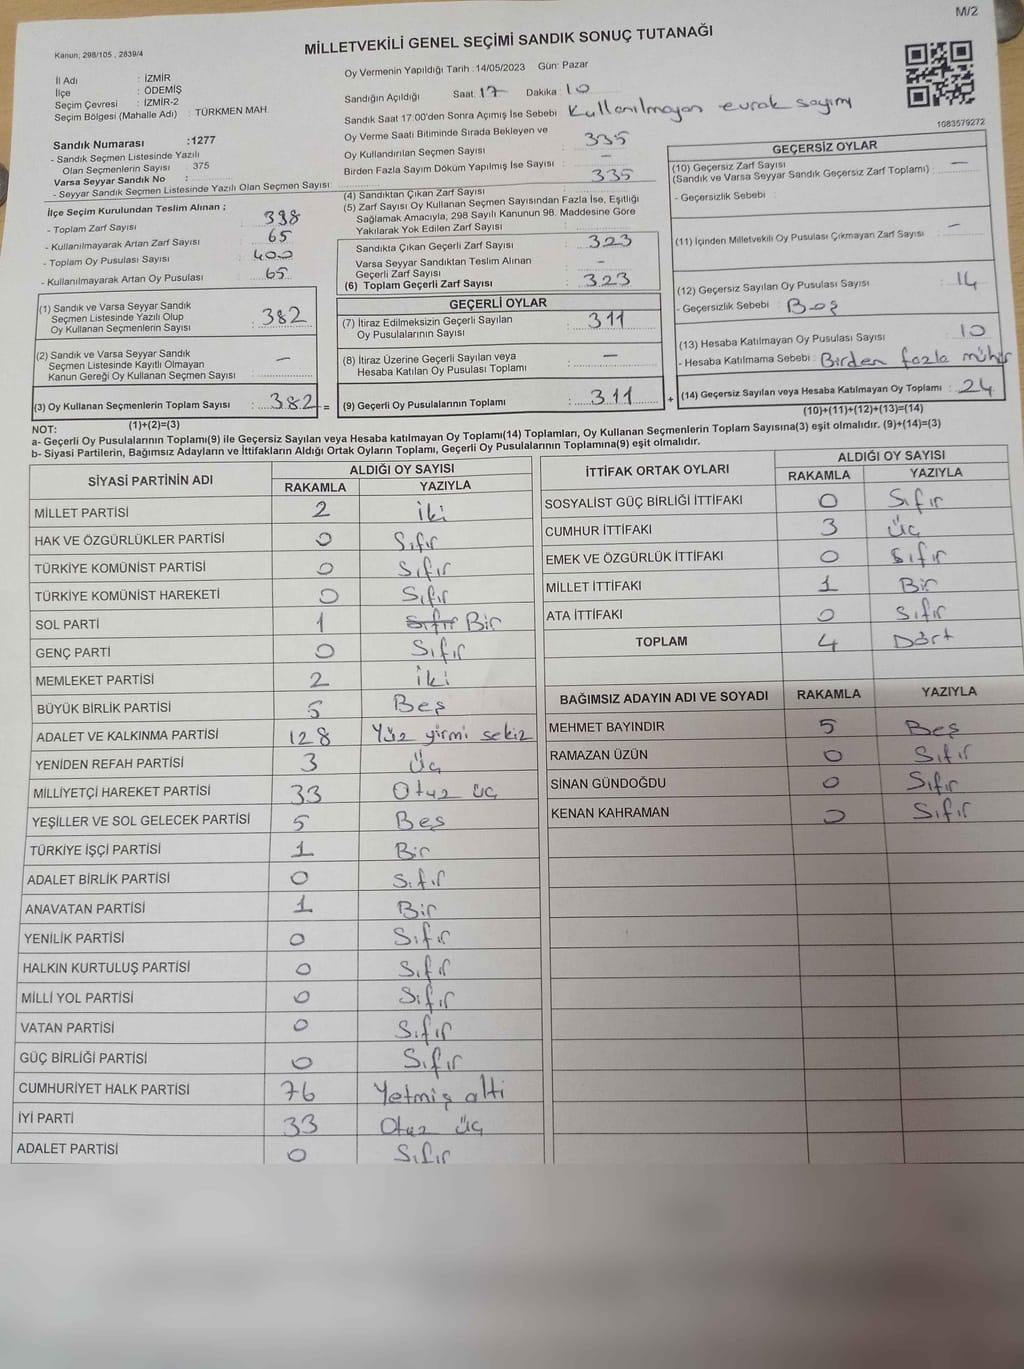 M/2
Kanun, 298/105 , 2839/4
MİLLETVEKİLİ GENEL SEÇİMİ SANDIK SONUÇ TUTANAĞI
İl Adı : İZMİR
İlçe : ÖDEMİŞ
Seçim Çevresi : İZMİR-2
Seçim Bölgesi (Mahalle Adı) : TÜRKMEN MAH.
Sandık Numarası :1277
- Sandık Seçmen Listesinde Yazılı
Olan Seçmenlerin Sayısı : 375
Varsa Seyyar Sandık No :
- Seyyar Sandık Seçmen Listesinde Yazılı Olan Seçmen Sayısı:
İlçe Seçim Kurulundan Teslim Alınan ;
- Toplam Zarf Sayısı : 398
- Kullanılmayarak Artan Zarf Sayısı : 65
- Toplam Oy Pusulası Sayısı : 400
- Kullanılmayarak Artan Oy Pusulası : 65
(1) Sandık ve Varsa Seyyar Sandık
Seçmen Listesinde Yazılı Olup
Oy Kullanan Seçmenlerin Sayısı : 382
(2) Sandık ve Varsa Seyyar Sandık
Seçmen Listesinde Kayıtlı Olmayan
Kanun Gereği Oy Kullanan Seçmen Sayısı : —
(3) Oy Kullanan Seçmenlerin Toplam Sayısı : 382 =
(1)+(2)=(3)
Oy Vermenin Yapıldığı Tarih :14/05/2023 Gün: Pazar
Sandığın Açıldığı Saat: 17 Dakika : 10
Sandık Saat 17:00'den Sonra Açımış İse Sebebi Kullanılmayan evrak sayımı
Oy Verme Saati Bitiminde Sırada Bekleyen ve
Oy Kullandırılan Seçmen Sayısı : 335
Birden Fazla Sayım Döküm Yapılmış İse Sayısı : —
(4) Sandıktan Çıkan Zarf Sayısı : 335
(5) Zarf Sayısı Oy Kullanan Seçmen Sayısından Fazla İse, Eşitliği
Sağlamak Amacıyla, 298 Sayılı Kanunun 98. Maddesine Göre
Yakılarak Yok Edilen Zarf Sayısı :
Sandıkta Çıkan Geçerli Zarf Sayısı : 323
Varsa Seyyar Sandıktan Teslim Alınan
Geçerli Zarf Sayısı : —
(6) Toplam Geçerli Zarf Sayısı : 323
GEÇERLİ OYLAR
(7) İtiraz Edilmeksizin Geçerli Sayılan
Oy Pusulalarının Sayısı : 311
(8) İtiraz Üzerine Geçerli Sayılan veya
Hesaba Katılan Oy Pusulası Toplamı : —
(9) Geçerli Oy Pusulalarının Toplamı : 311 +
1083579272
GEÇERSİZ OYLAR
(10) Geçersiz Zarf Sayısı
(Sandık ve Varsa Seyyar Sandık Geçersiz Zarf Toplamı) : —
- Geçersizlik Sebebi :
(11) İçinden Milletvekili Oy Pusulası Çıkmayan Zarf Sayısı : —
(12) Geçersiz Sayılan Oy Pusulası Sayısı : 14
- Geçersizlik Sebebi : Boş
(13) Hesaba Katılmayan Oy Pusulası Sayısı : 10
- Hesaba Katılmama Sebebi : Birden fazla mühür
(14) Geçersiz Sayılan veya Hesaba Katılmayan Oy Toplamı : 24
(10)+(11)+(12)+(13)=(14)
NOT:
a- Geçerli Oy Pusulalarının Toplamı(9) ile Geçersiz Sayılan veya Hesaba katılmayan Oy Toplamı(14) Toplamları, Oy Kullanan Seçmenlerin Toplam Sayısına(3) eşit olmalıdır. (9)+(14)=(3)
b- Siyasi Partilerin, Bağımsız Adayların ve İttifakların Aldığı Ortak Oyların Toplamı, Geçerli Oy Pusulalarının Toplamına(9) eşit olmalıdır.
SİYASİ PARTİNİN ADI ALDIĞI OY SAYISI
RAKAMLA YAZIYLA
MİLLET PARTİSİ 2 İki
HAK VE ÖZGÜRLÜKLER PARTİSİ 0 Sıfır
TÜRKİYE KOMÜNİST PARTİSİ 0 Sıfır
TÜRKİYE KOMÜNİST HAREKETİ 0 Sıfır
SOL PARTİ 1 Sıfır Bir
GENÇ PARTİ 0 Sıfır
MEMLEKET PARTİSİ 2 İki
BÜYÜK BİRLİK PARTİSİ 5 Beş
ADALET VE KALKINMA PARTİSİ 128 Yüz yirmi sekiz
YENİDEN REFAH PARTİSİ 3 Üç
MİLLİYETÇİ HAREKET PARTİSİ 33 Otuz üç
YEŞİLLER VE SOL GELECEK PARTİSİ 5 Beş
TÜRKİYE İŞÇİ PARTİSİ 1 Bir
ADALET BİRLİK PARTİSİ 0 Sıfır
ANAVATAN PARTİSİ 1 Bir
YENİLİK PARTİSİ 0 Sıfır
HALKIN KURTULUŞ PARTİSİ 0 Sıfır
MİLLİ YOL PARTİSİ 0 Sıfır
VATAN PARTİSİ 0 Sıfır
GÜÇ BİRLİĞİ PARTİSİ 0 Sıfır
CUMHURİYET HALK PARTİSİ 76 Yetmiş altı
İYİ PARTİ 33 Otuz üç
ADALET PARTİSİ 0 Sıfır
İTTİFAK ORTAK OYLARI ALDIĞI OY SAYISI
RAKAMLA YAZIYLA
SOSYALİST GÜÇ BİRLİĞİ İTTİFAKI 0 Sıfır
CUMHUR İTTİFAKI 3 Üç
EMEK VE ÖZGÜRLÜK İTTİFAKI 0 Sıfır
MİLLET İTTİFAKI 1 Bir
ATA İTTİFAKI 0 Sıfır
TOPLAM 4 Dört
BAĞIMSIZ ADAYIN ADI VE SOYADI RAKAMLA YAZIYLA
MEHMET BAYINDIR 5 Beş
RAMAZAN ÜZÜN 0 Sıfır
SİNAN GÜNDOĞDU 0 Sıfır
KENAN KAHRAMAN 0 Sıfır